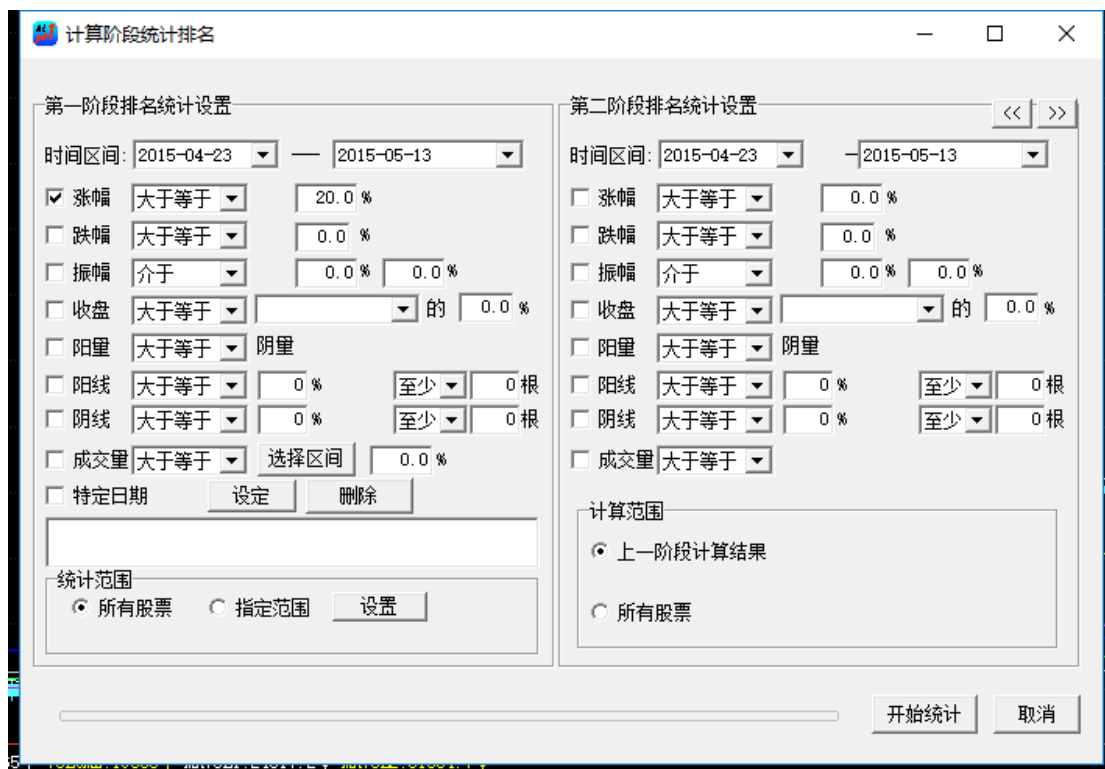 计算阶段统计排名
第一阶段排名统计设置
时间区间: 2015-04-23 — 2015-05-13
涨幅 大于等于 20.0 %
跌幅 大于等于 0.0 %
振幅 介于 0.0 % 0.0 %
收盘 大于等于 的 0.0 %
阳量 大于等于 阴量
阳线 大于等于 0 % 至少 0 根
阴线 大于等于 0 % 至少 0 根
成交量 大于等于 选择区间 0.0 %
特定日期 设定 删除
统计范围
所有股票 指定范围 设置
第二阶段排名统计设置 << >>
时间区间: 2015-04-23 — 2015-05-13
涨幅 大于等于 0.0 %
跌幅 大于等于 0.0 %
振幅 介于 0.0 % 0.0 %
收盘 大于等于 的 0.0 %
阳量 大于等于 阴量
阳线 大于等于 0 % 至少 0 根
阴线 大于等于 0 % 至少 0 根
成交量 大于等于
计算范围
上一阶段计算结果
所有股票
开始统计 取消